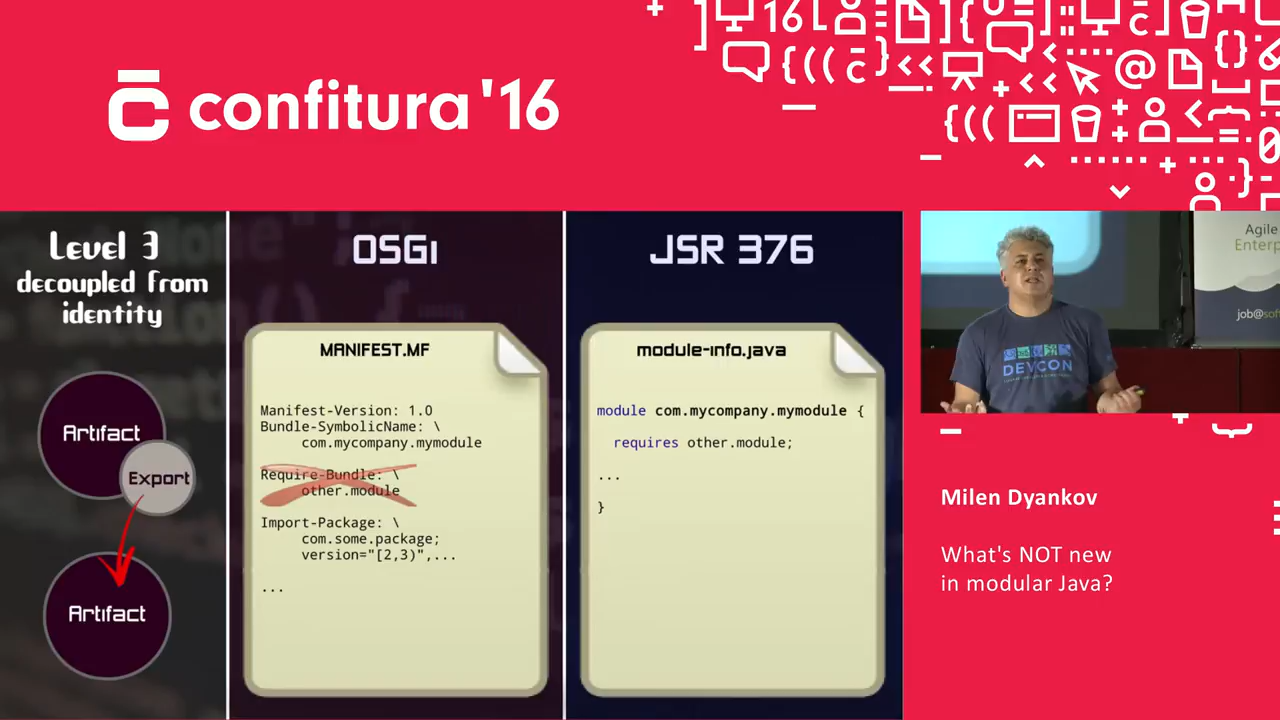 confitura '16
Level 3
decoupled from
identity
Artifact
Export
Artifact
OSGi
MANIFEST.MF
Manifest-Version: 1.0
Bundle-SymbolicName: \
com.mycompany.mymodule
Require-Bundle: \
other.module
Import-Package: \
com.some.package;
version="[2,3)",...
...
JSR 376
module-info.java
module com.mycompany.mymodule {
requires other.module;
...
}
Agile
DEVCON
Milen Dyankov
What's NOT new
in modular Java?